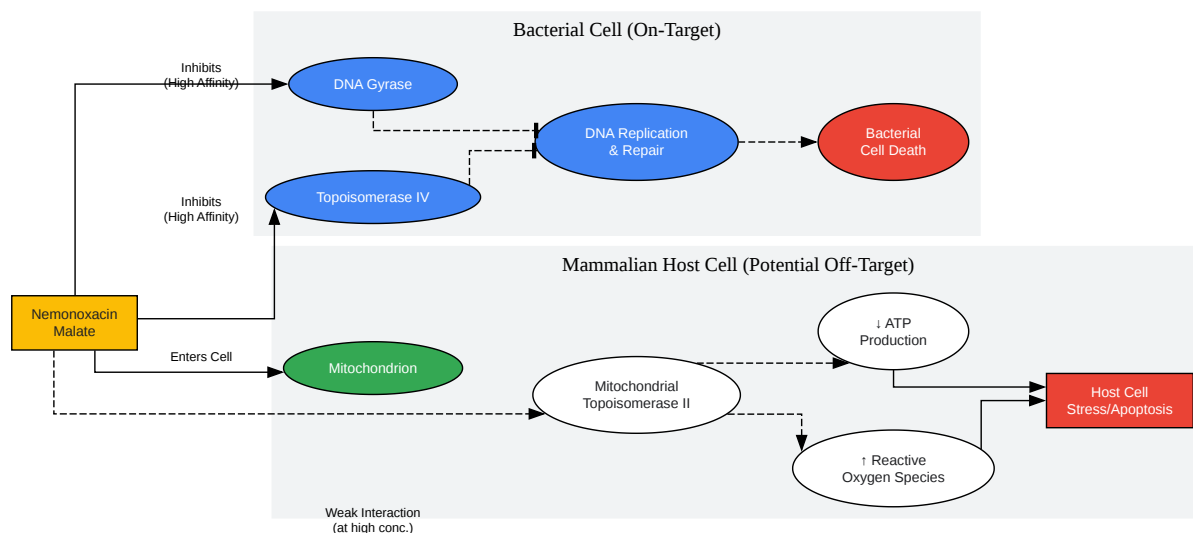 Bacterial Cell (On-Target)
Inhibits
(High Affinity)
DNA Gyrase
DNA Replication
& Repair
Bacterial
Cell Death
Topoisomerase IV
Inhibits
(High Affinity)
Mammalian Host Cell (Potential Off-Target)
Nemonoxacin
Malate
Enters Cell
Mitochondrion
Mitochondrial
Topoisomerase II
↓ ATP
Production
↑ Reactive
Oxygen Species
Host Cell
Stress/Apoptosis
Weak Interaction
(at high conc.)